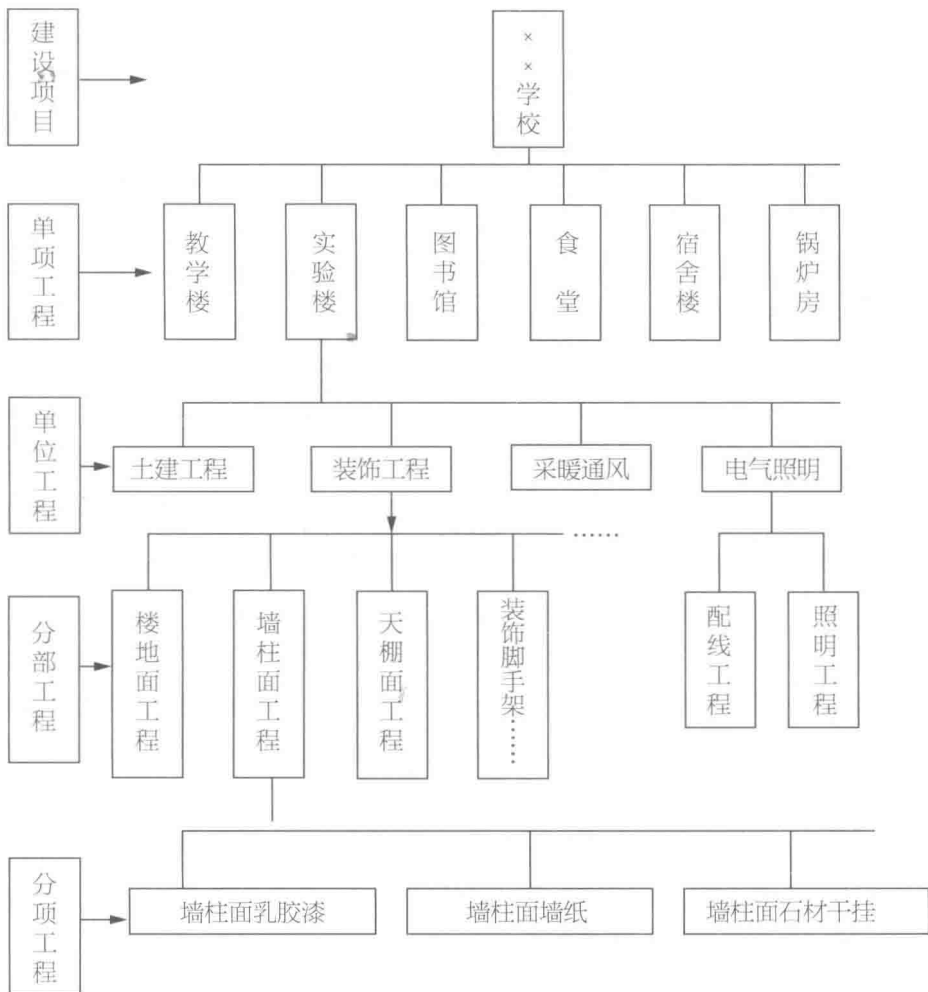 建设项目
××学校
单项工程
教学楼
实验楼
图书馆
食堂
宿舍楼
锅炉房
单位工程
土建工程
装饰工程
采暖通风
电气照明
……
分部工程
楼地面工程
墙柱面工程
天棚面工程
装饰脚手架……
配线工程
照明工程
分项工程
墙柱面乳胶漆
墙柱面墙纸
墙柱面石材干挂